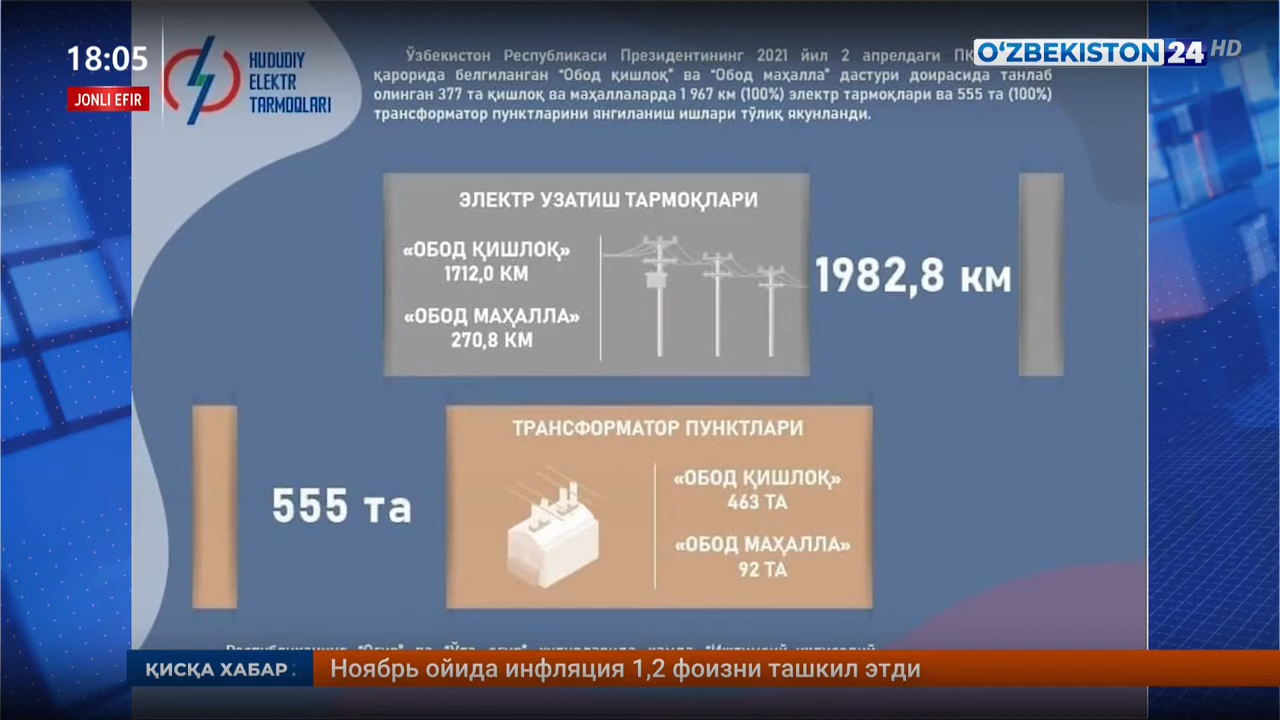 18:05
JONLI EFIR
HUDUDIY
ELEKTR
TARMOQLARI
O‘ZBEKISTON 24 HD
Ўзбекистон Республикаси Президентининг 2021 йил 2 апрелдаги
қарорида белгиланган “Обод қишлоқ” ва “Обод маҳалла” дастури доирасида танлаб
олинган 377 та қишлоқ ва маҳаллаларда 1 967 км (100%) электр тармоқлари ва 555 та (100%)
трансформатор пунктларини янгиланиш ишлари тўлиқ якунланди.
ЭЛЕКТР УЗАТИШ ТАРМОҚЛАРИ
«ОБОД ҚИШЛОҚ»
1712,0 КМ
«ОБОД МАҲАЛЛА»
270,8 КМ
1982,8 км
555 та
ТРАНСФОРМАТОР ПУНКТЛАРИ
«ОБОД ҚИШЛОҚ»
463 ТА
«ОБОД МАҲАЛЛА»
92 ТА
ҚИСҚА ХАБАР
Ноябрь ойида инфляция 1,2 фоизни ташкил этди